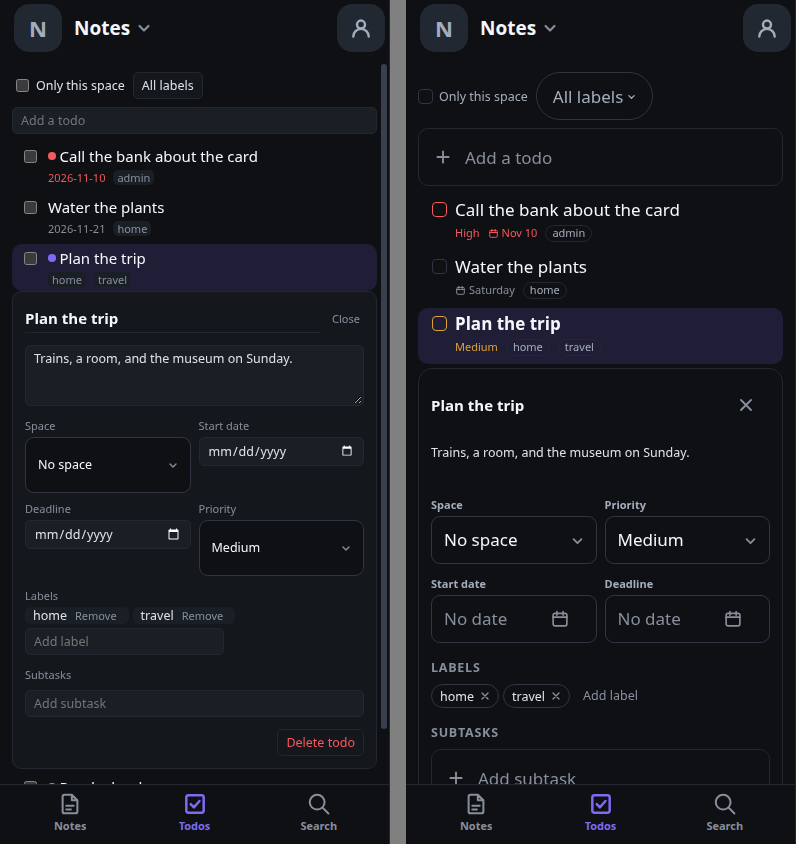 N Notes
Only this space All labels
Add a todo
Call the bank about the card
2026-11-10 admin
Water the plants
2026-11-21 home
Plan the trip
home travel
Plan the trip Close
Trains, a room, and the museum on Sunday.
Space Start date
No space mm/dd/yyyy
Deadline Priority
mm/dd/yyyy Medium
Labels
home Remove travel Remove
Add label
Subtasks
Add subtask
Delete todo
Notes Todos Search
N Notes
Only this space All labels
Add a todo
Call the bank about the card
High Nov 10 admin
Water the plants
Saturday home
Plan the trip
Medium home travel
Plan the trip
Trains, a room, and the museum on Sunday.
Space Priority
No space Medium
Start date Deadline
No date No date
LABELS
home travel Add label
SUBTASKS
Add subtask
Notes Todos Search